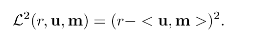 ℒ²(r, **u**, **m**) = (r− < **u**, **m** >)².